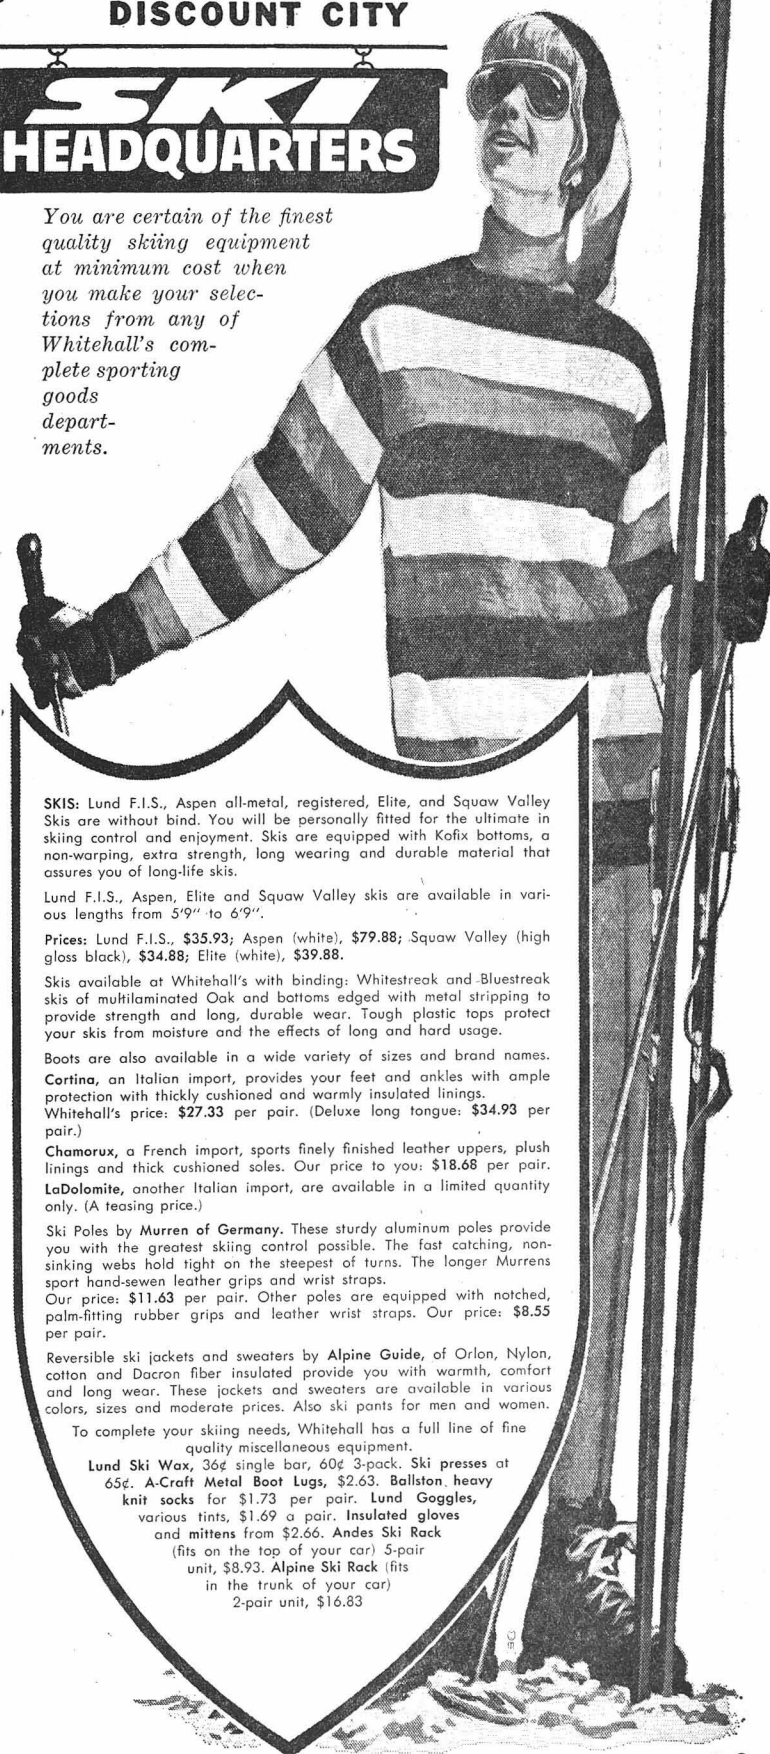 DISCOUNT CITY
SKI
HEADQUARTERS
You are certain of the finest
quality skiing equipment
at minimum cost when
you make your selec-
tions from any of
Whitehall's com-
plete sporting
goods
depart-
ments.
SKIS: Lund F.I.S., Aspen all-metal, registered, Elite, and Squaw Valley
Skis are without bind. You will be personally fitted for the ultimate in
skiing control and enjoyment. Skis are equipped with Kofix bottoms, a
non-warping, extra strength, long wearing and durable material that
assures you of long-life skis.
Lund F.I.S., Aspen, Elite and Squaw Valley skis are available in vari-
ous lengths from 5'9" to 6'9".
Prices: Lund F.I.S., $35.93; Aspen (white), $79.88; Squaw Valley (high
gloss black), $34.88; Elite (white), $39.88.
Skis available at Whitehall's with binding: Whitestreak and Bluestreak
skis of multilaminated Oak and bottoms edged with metal stripping to
provide strength and long, durable wear. Tough plastic tops protect
your skis from moisture and the effects of long and hard usage.
Boots are also available in a wide variety of sizes and brand names.
Cortina, an Italian import, provides your feet and ankles with ample
protection with thickly cushioned and warmly insulated linings.
Whitehall's price: $27.33 per pair. (Deluxe long tongue: $34.93 per
pair.)
Chamorux, a French import, sports finely finished leather uppers, plush
linings and thick cushioned soles. Our price to you: $18.68 per pair.
LaDolomite, another Italian import, are available in a limited quantity
only. (A teasing price.)
Ski Poles by Murren of Germany. These sturdy aluminum poles provide
you with the greatest skiing control possible. The fast catching, non-
sinking webs hold tight on the steepest of turns. The longer Murrens
sport hand-sewen leather grips and wrist straps.
Our price: $11.63 per pair. Other poles are equipped with notched,
palm-fitting rubber grips and leather wrist straps. Our price: $8.55
per pair.
Reversible ski jackets and sweaters by Alpine Guide, of Orlon, Nylon,
cotton and Dacron fiber insulated provide you with warmth, comfort
and long wear. These jackets and sweaters are available in various
colors, sizes and moderate prices. Also ski pants for men and women.
To complete your skiing needs, Whitehall has a full line of fine
quality miscellaneous equipment.
Lund Ski Wax, 36¢ single bar, 60¢ 3-pack. Ski presses at
65¢. A-Craft Metal Boot Lugs, $2.63. Ballston heavy
knit socks for $1.73 per pair. Lund Goggles,
various tints, $1.69 a pair. Insulated gloves
and mittens from $2.66. Andes Ski Rack
(fits on the top of your car) 5-pair
unit, $8.93. Alpine Ski Rack (fits
in the trunk of your car)
2-pair unit, $16.83